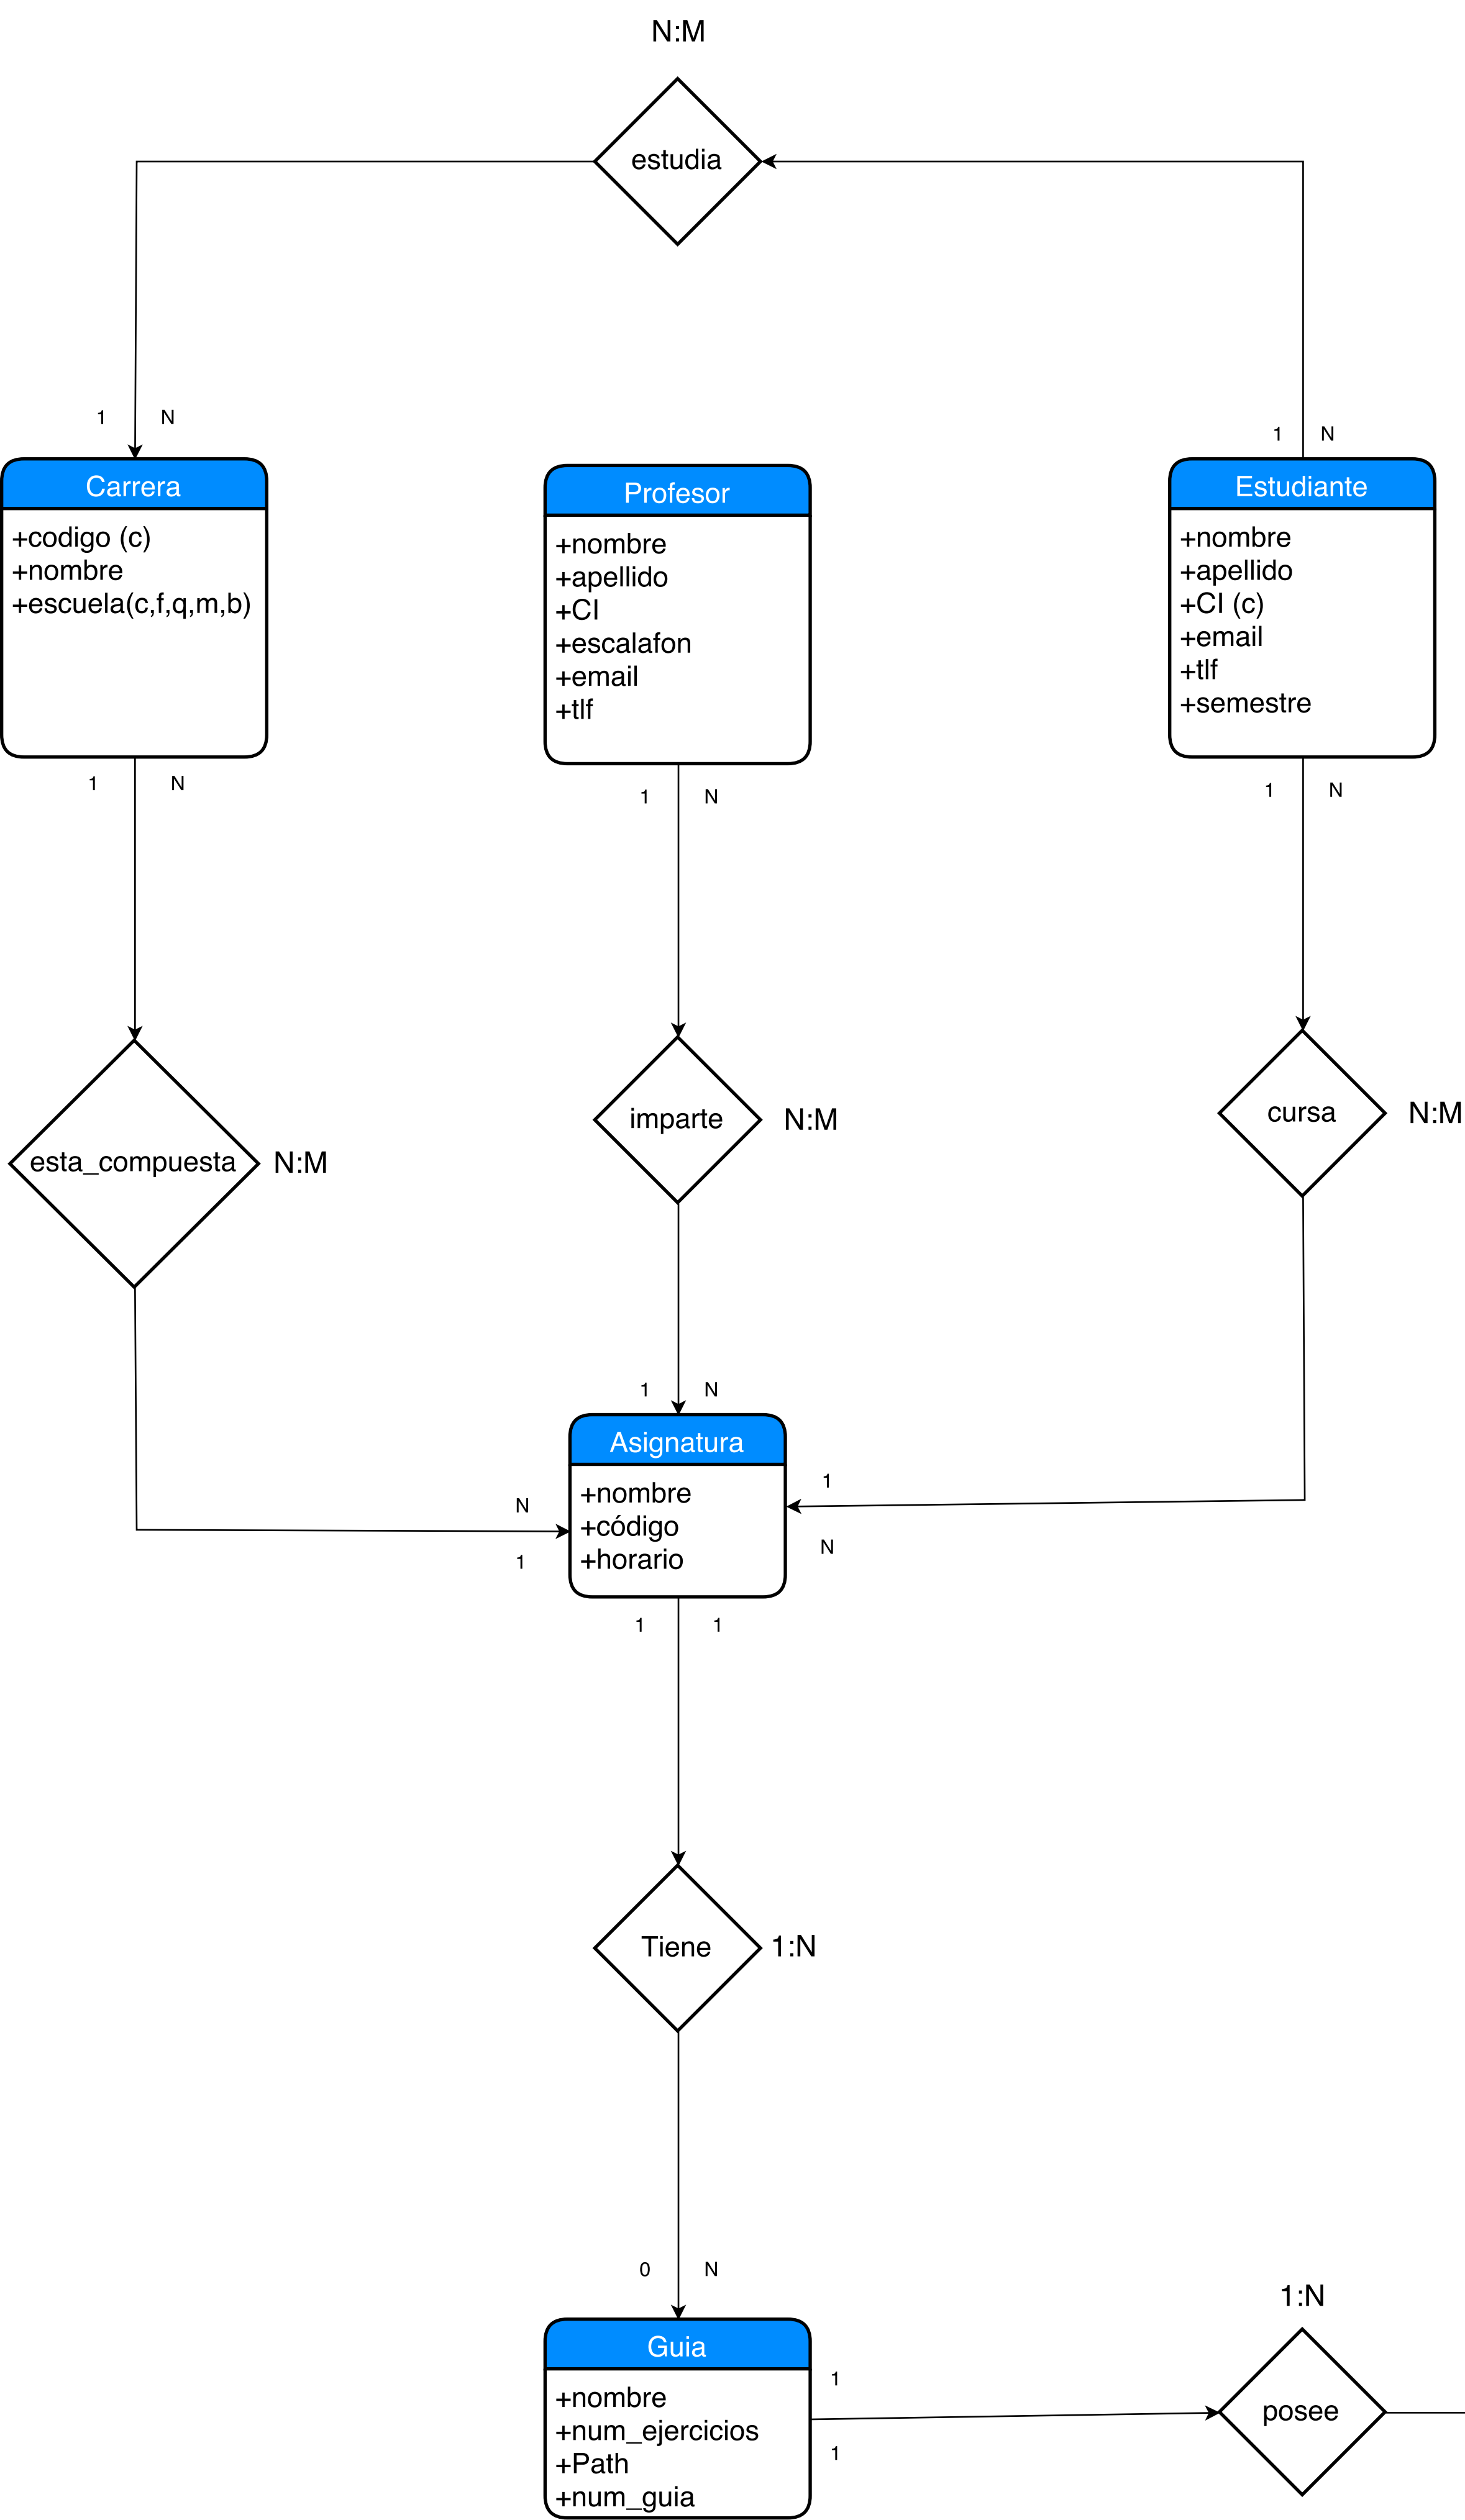 N:M
estudia
1 N
1 N
Carrera
+codigo (c)
+nombre
+escuela(c,f,q,m,b)
Profesor
+nombre
+apellido
+CI
+escalafon
+email
+tlf
Estudiante
+nombre
+apellido
+CI (c)
+email
+tlf
+semestre
1 N
1 N
1 N
esta_compuesta
N:M
imparte
N:M
cursa
N:M
1 N
Asignatura
+nombre
+código
+horario
N
1
1
N
1 1
Tiene
1:N
0 N
Guia
+nombre
+num_ejercicios
+Path
+num_guia
1
1
1:N
posee